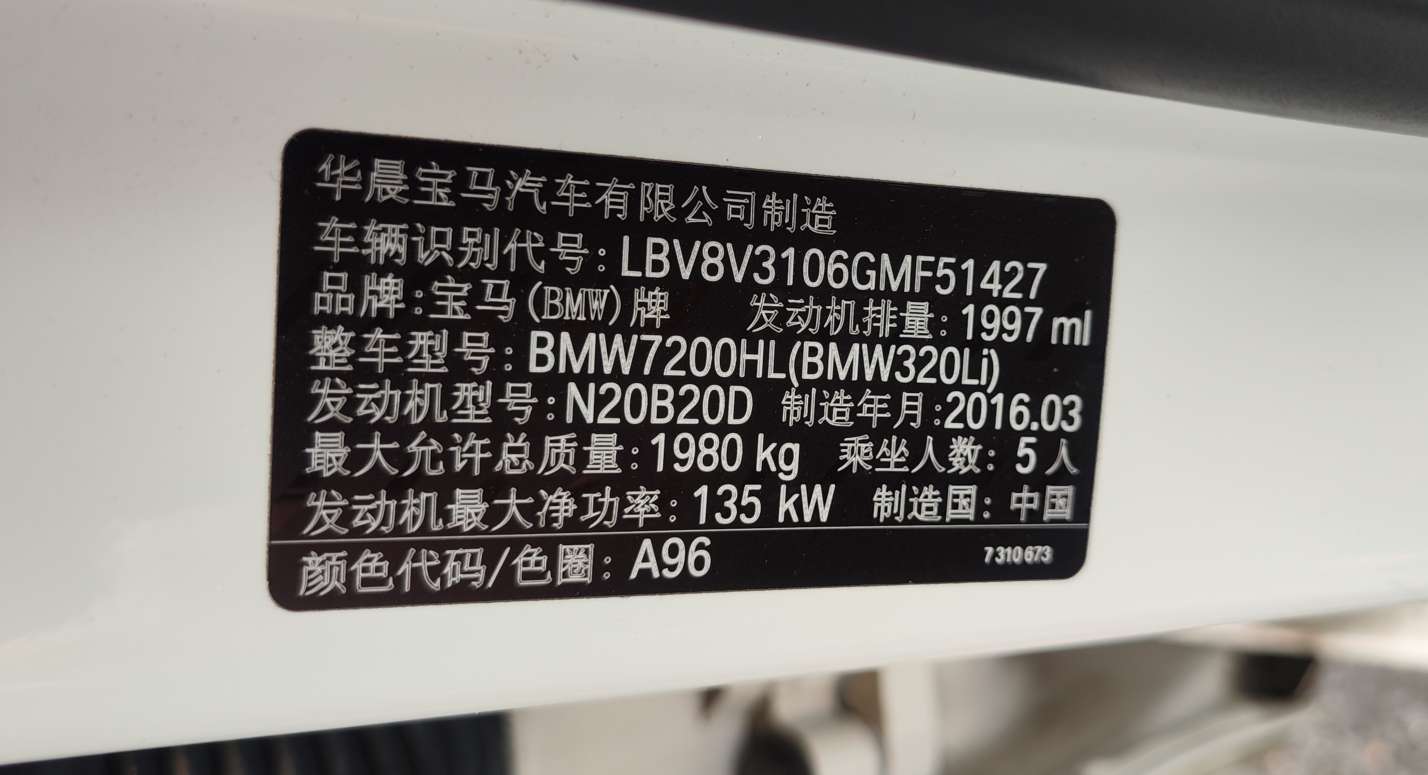 华晨宝马汽车有限公司制造
车辆识别代号: LBV8V3106GMF51427
品牌: 宝马(BMW)牌 发动机排量: 1997 ml
整车型号: BMW7200HL(BMW320Li)
发动机型号: N20B20D 制造年月: 2016.03
最大允许总质量: 1980 kg 乘坐人数: 5 人
发动机最大净功率: 135 kW 制造国: 中国
颜色代码/色圈: A96 7 310 673